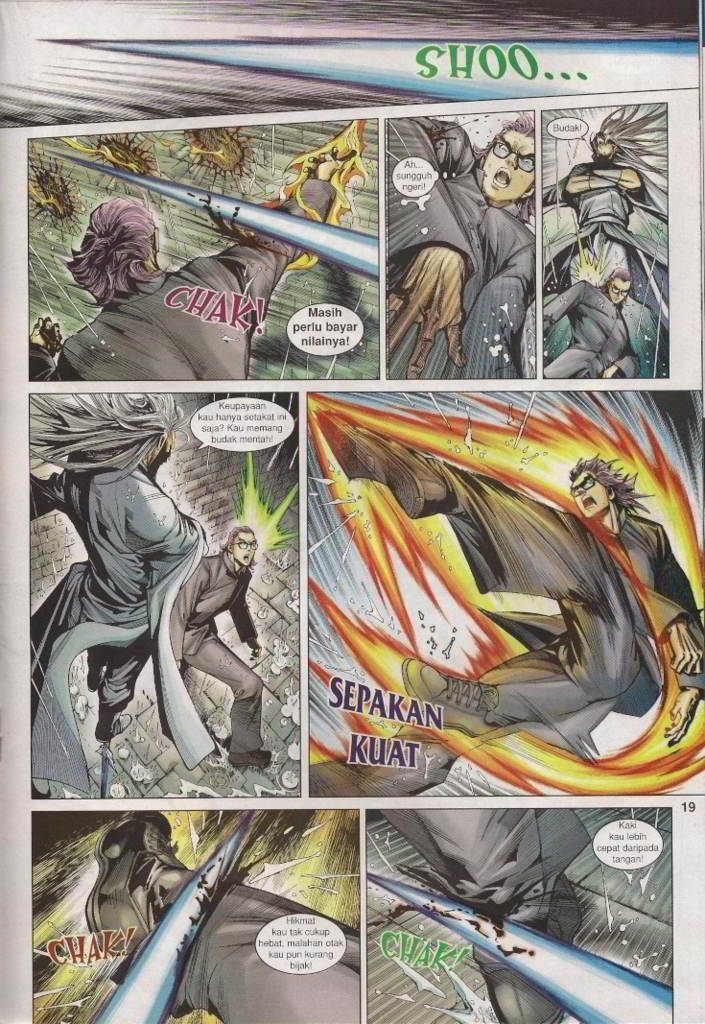 SHOO...
CHAK!
Masih
perlu bayar
nilainya!
Ah...
sungguh
ngeri!
Budak!
Keupayaan
kau hanya setakat ini
saja? Kau memang
budak mentah!
SEPAKAN
KUAT
19
CHAK!
Hikmat
kau tak cukup
hebat, malahan otak
kau pun kurang
bijak!
CHAK!
Kaki
kau lebih
cepat daripada
tangan!